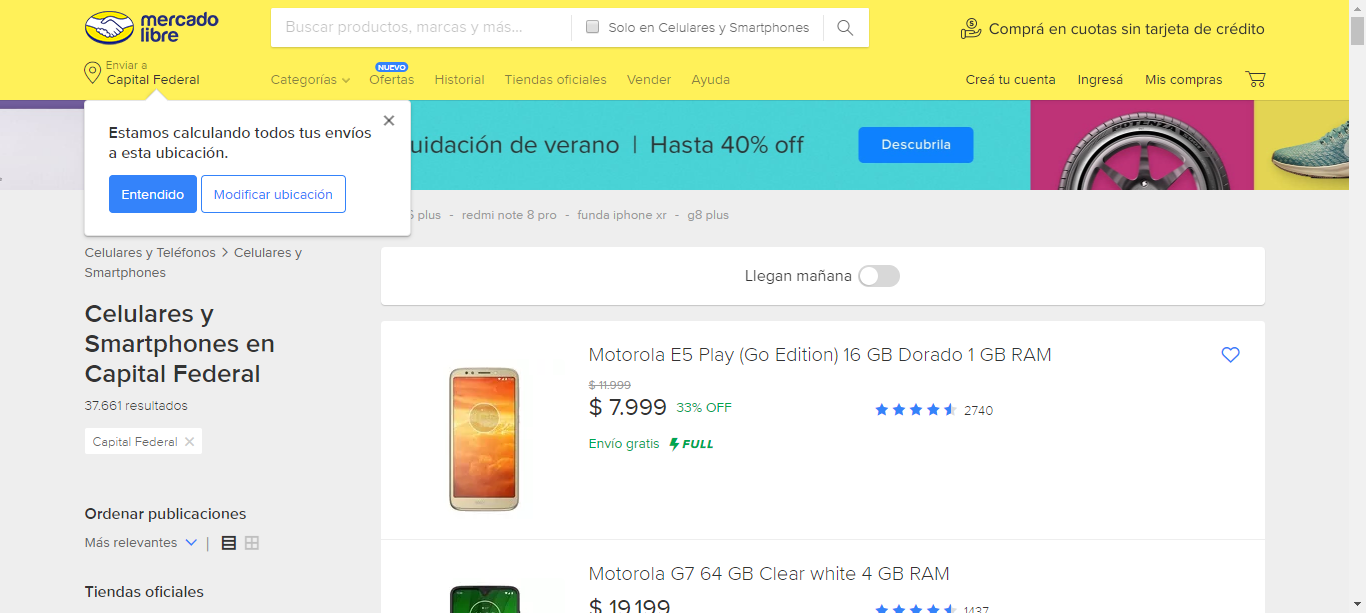 mercado
libre
Buscar productos, marcas y más...
Solo en Celulares y Smartphones
Comprá en cuotas sin tarjeta de crédito
Enviar a
Capital Federal
Categorías
NUEVO
Ofertas
Historial
Tiendas oficiales
Vender
Ayuda
Creá tu cuenta
Ingresá
Mis compras
Estamos calculando todos tus envíos
a esta ubicación.
Entendido
Modificar ubicación
uidación de verano | Hasta 40% off
Descubrila
POTENZA
plus - redmi note 8 pro - funda iphone xr - g8 plus
Celulares y Teléfonos > Celulares y
Smartphones
Celulares y
Smartphones en
Capital Federal
37.661 resultados
Capital Federal
Ordenar publicaciones
Más relevantes
Tiendas oficiales
Llegan mañana
Motorola E5 Play (Go Edition) 16 GB Dorado 1 GB RAM
$ 11.999
$ 7.999 33% OFF
2740
Envío gratis FULL
Motorola G7 64 GB Clear white 4 GB RAM
$ 19.199
1437